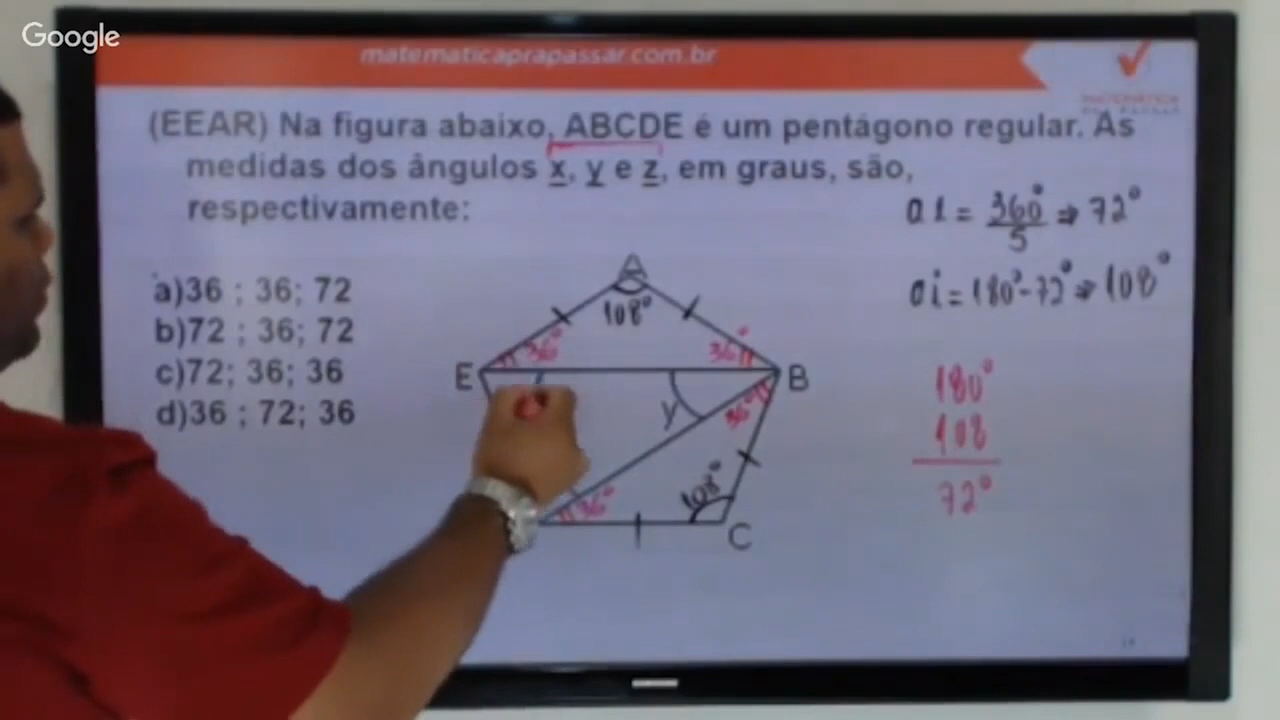 Google
matematicaprapassar.com.br
(EEAR) Na figura abaixo, ABCDE é um pentágono regular. As
medidas dos ângulos x, y e z, em graus, são,
respectivamente:
a)36 ; 36; 72
b)72 ; 36; 72
c)72; 36; 36
d)36 ; 72; 36
ae = 360° / 5 ⇒ 72°
ai = 180° - 72° ⇒ 108°
A
108°
36°
36°
E
B
y
36°
108°
36°
C
180°
108
72°